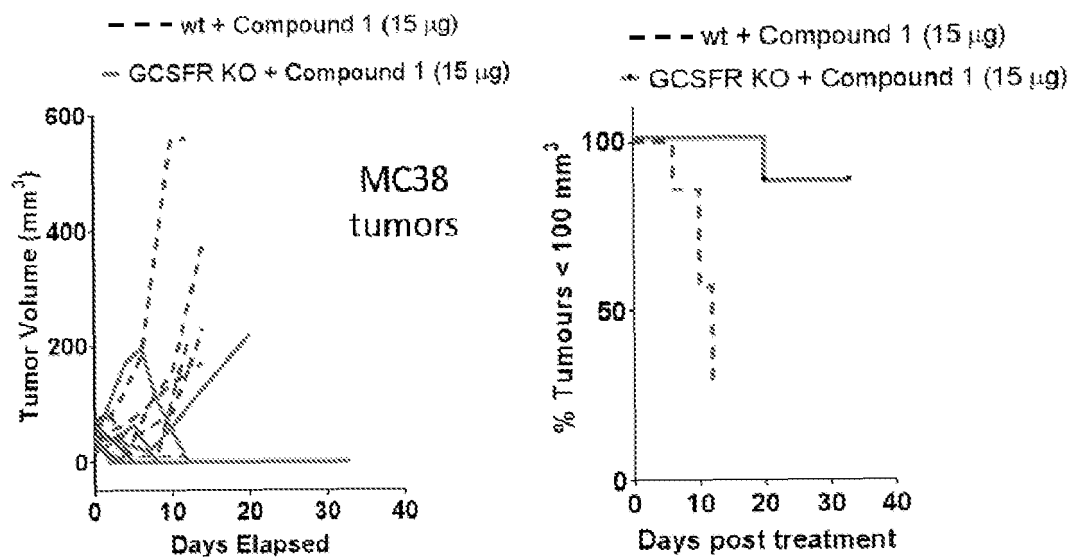 wt + Compound 1 (15 µg)
GCSFR KO + Compound 1 (15 µg)
600
400
200
0
Tumor Volume (mm³)
MC38
tumors
0 10 20 30 40
Days Elapsed
wt + Compound 1 (15 µg)
GCSFR KO + Compound 1 (15 µg)
100
50
0
% Tumours < 100 mm³
0 10 20 30 40
Days post treatment